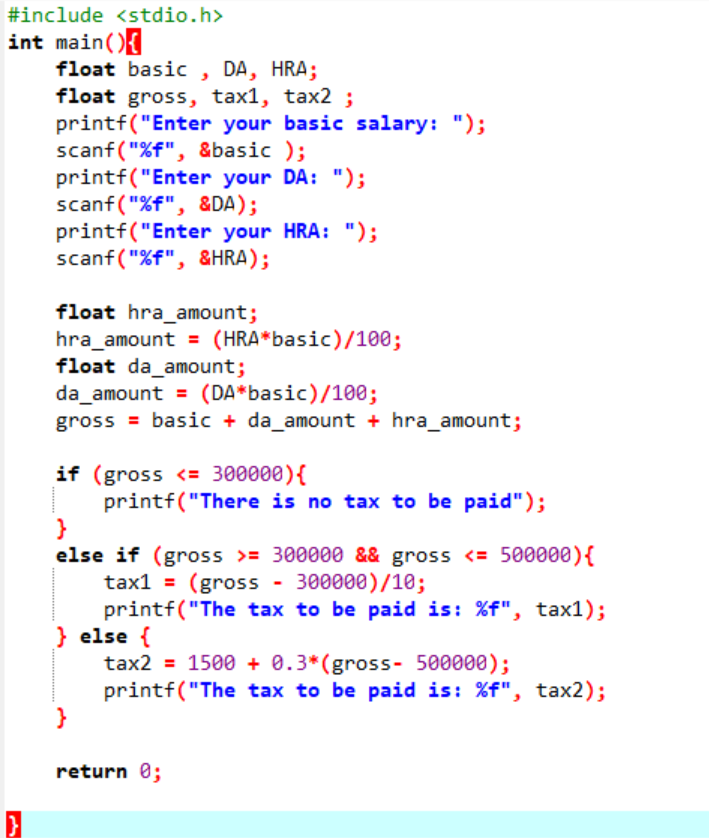 #include <stdio.h>
int main(){
    float basic , DA, HRA;
    float gross, tax1, tax2 ;
    printf("Enter your basic salary: ");
    scanf("%f", &basic );
    printf("Enter your DA: ");
    scanf("%f", &DA);
    printf("Enter your HRA: ");
    scanf("%f", &HRA);

    float hra_amount;
    hra_amount = (HRA*basic)/100;
    float da_amount;
    da_amount = (DA*basic)/100;
    gross = basic + da_amount + hra_amount;

    if (gross <= 300000){
        printf("There is no tax to be paid");
    }
    else if (gross >= 300000 && gross <= 500000){
        tax1 = (gross - 300000)/10;
        printf("The tax to be paid is: %f", tax1);
    } else {
        tax2 = 1500 + 0.3*(gross- 500000);
        printf("The tax to be paid is: %f", tax2);
    }

    return 0;

}